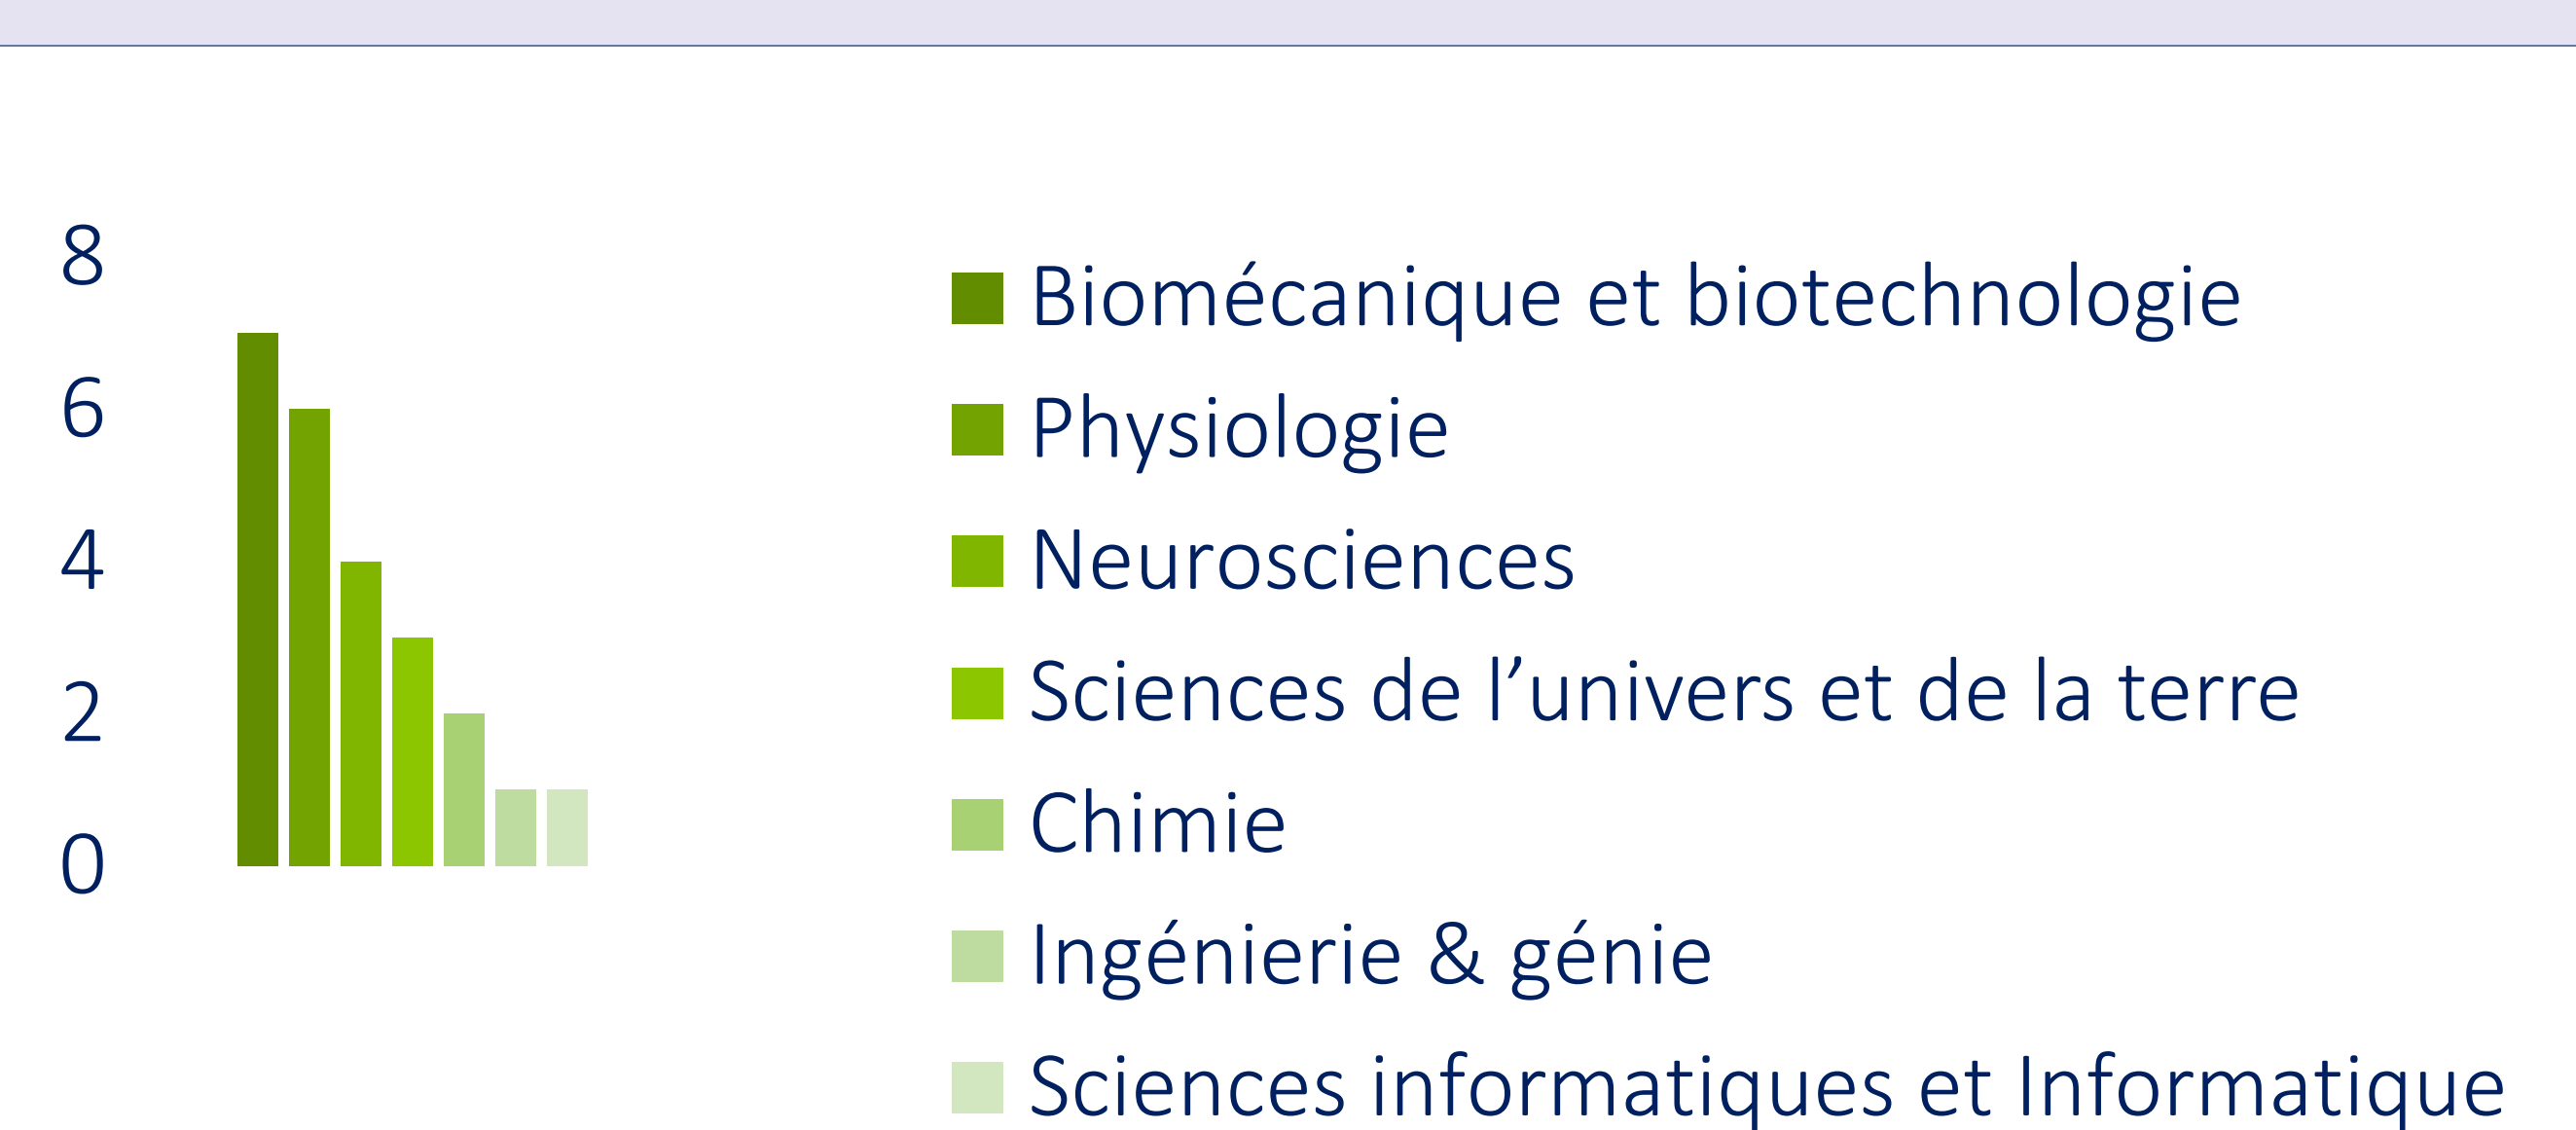 8
6
4
2
0
Biomécanique et biotechnologie
Physiologie
Neurosciences
Sciences de l’univers et de la terre
Chimie
Ingénierie & génie
Sciences informatiques et Informatique